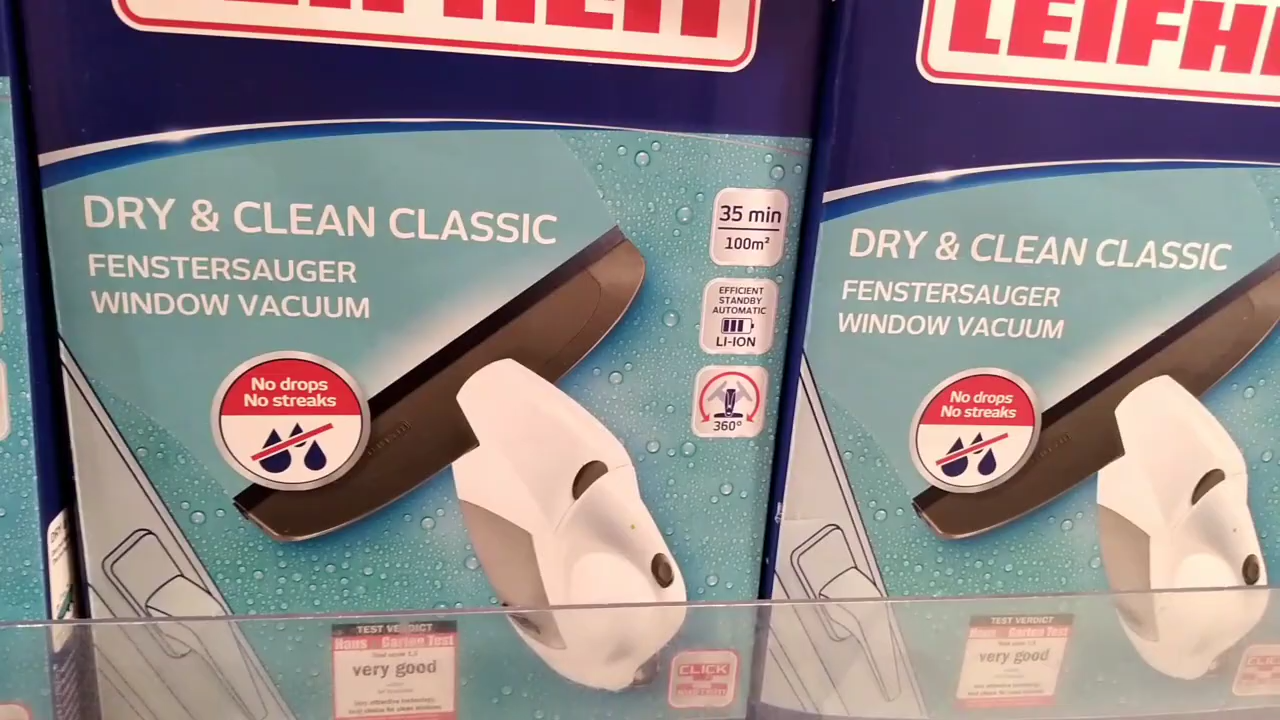 LEIFHEIT
DRY & CLEAN CLASSIC
FENSTERSAUGER
WINDOW VACUUM
35 min
100m²
EFFICIENT
STANDBY
AUTOMATIC
LI-ION
360°
No drops
No streaks
TEST VERDICT
Haus Garten Test
very good
CLICK
SYSTEM
LEIFHE
DRY & CLEAN CLASSIC
FENSTERSAUGER
WINDOW VACUUM
No drops
No streaks
TEST VERDICT
Haus Garten Test
very good
CLICK